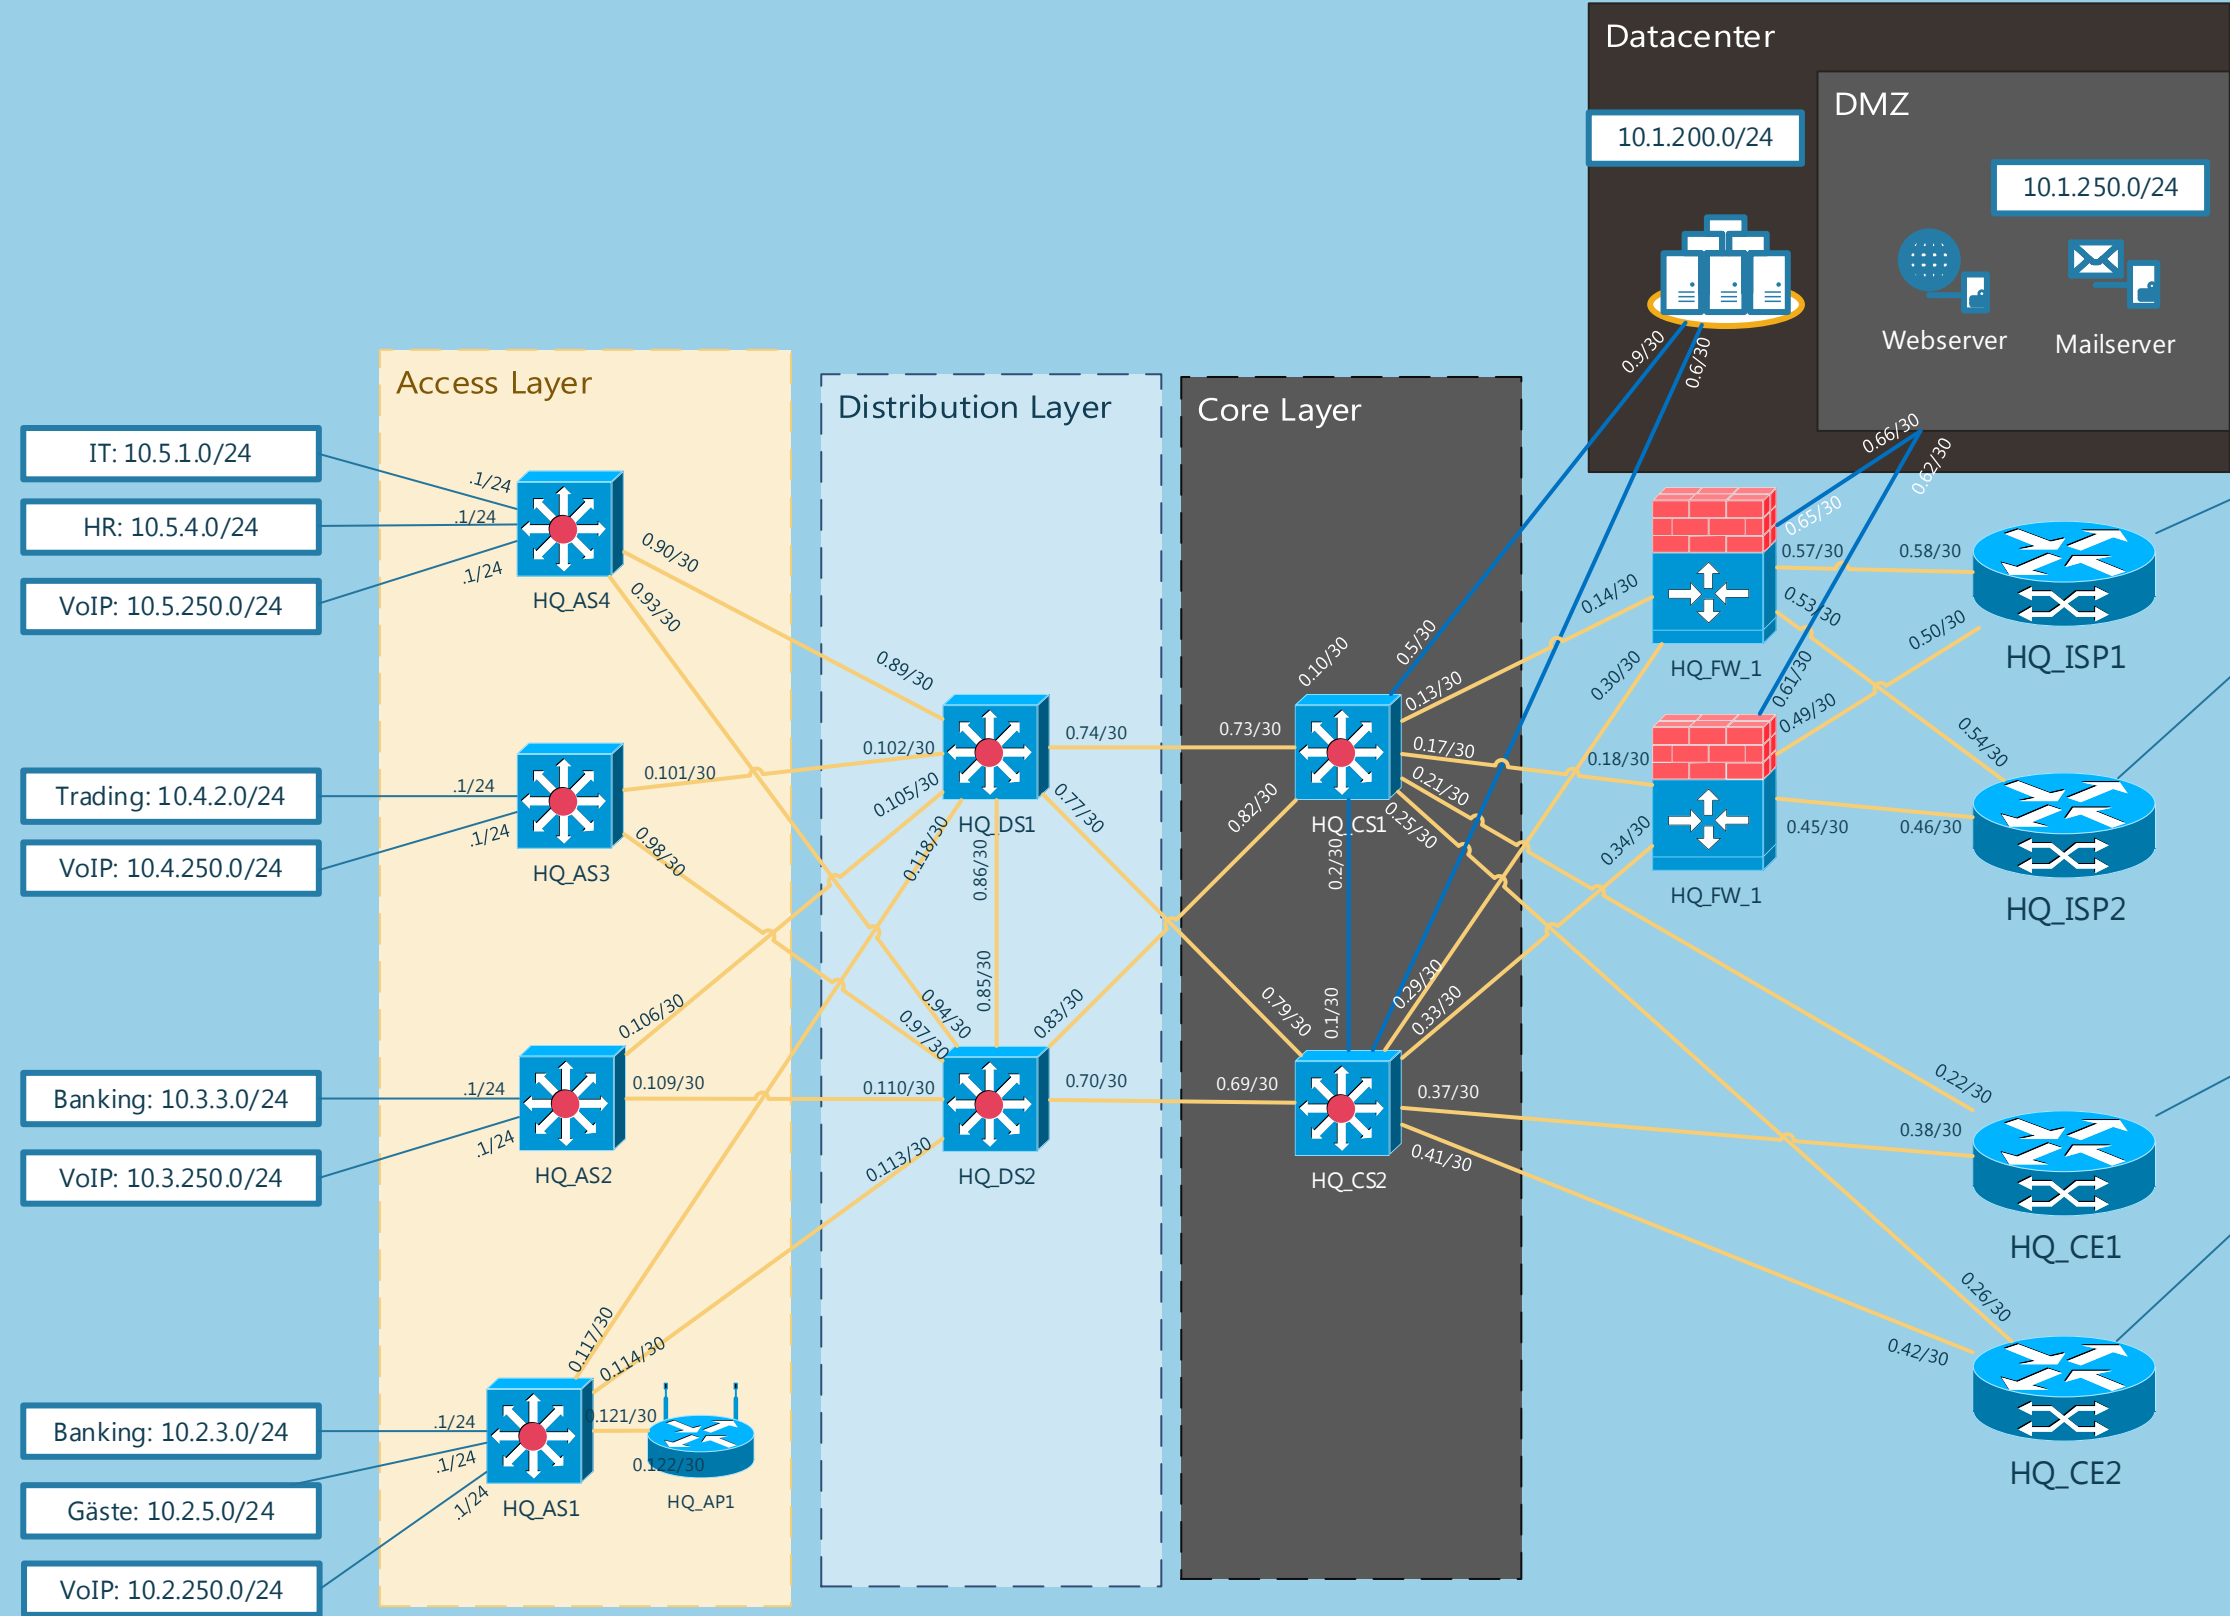 Datacenter
DMZ
10.1.200.0/24
10.1.250.0/24
Webserver
Mailserver
0.9/30
0.6/30
0.66/30
0.62/30
Access Layer
Distribution Layer
Core Layer
IT: 10.5.1.0/24
HR: 10.5.4.0/24
VoIP: 10.5.250.0/24
.1/24
.1/24
.1/24
HQ_AS4
0.90/30
0.93/30
0.89/30
0.65/30
0.57/30
0.58/30
0.53/30
0.50/30
HQ_ISP1
0.14/30
0.30/30
HQ_FW_1
0.61/30
0.49/30
0.54/30
0.10/30
0.5/30
0.13/30
Trading: 10.4.2.0/24
VoIP: 10.4.250.0/24
.1/24
.1/24
HQ_AS3
0.101/30
0.98/30
0.102/30
0.105/30
0.118/30
HQ_DS1
0.74/30
0.77/30
0.86/30
0.73/30
0.82/30
HQ_CS1
0.17/30
0.21/30
0.25/30
0.2/30
0.18/30
0.34/30
HQ_FW_1
0.45/30
0.46/30
HQ_ISP2
0.85/30
0.94/30
0.97/30
0.83/30
0.79/30
0.1/30
0.29/30
0.33/30
Banking: 10.3.3.0/24
VoIP: 10.3.250.0/24
.1/24
.1/24
HQ_AS2
0.106/30
0.109/30
0.110/30
0.113/30
HQ_DS2
0.70/30
0.69/30
HQ_CS2
0.37/30
0.41/30
0.22/30
0.38/30
HQ_CE1
0.26/30
0.42/30
HQ_CE2
0.117/30
0.114/30
Banking: 10.2.3.0/24
Gäste: 10.2.5.0/24
VoIP: 10.2.250.0/24
.1/24
.1/24
.1/24
HQ_AS1
0.121/30
0.122/30
HQ_AP1